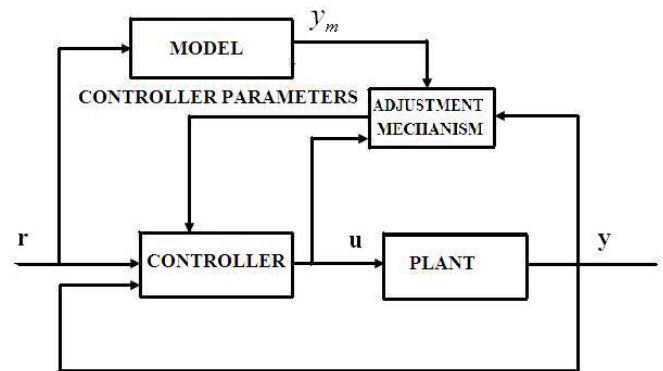 y_m
MODEL
CONTROLLER PARAMETERS
ADJUSTMENT
MECHANISM
r
CONTROLLER
u
PLANT
y